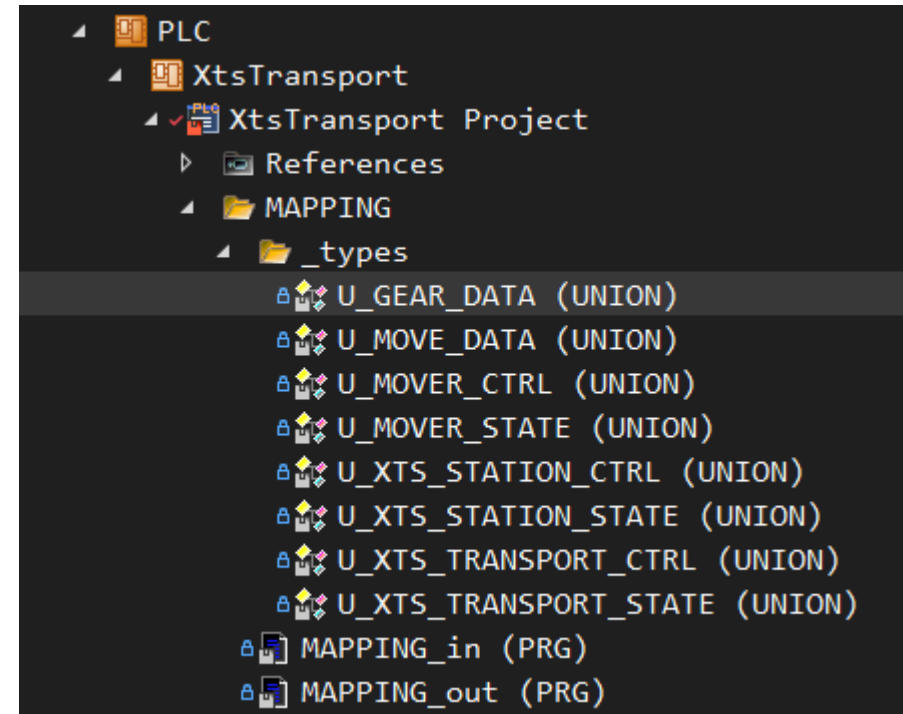 PLC
XtsTransport
XtsTransport Project
References
MAPPING
_types
U_GEAR_DATA (UNION)
U_MOVE_DATA (UNION)
U_MOVER_CTRL (UNION)
U_MOVER_STATE (UNION)
U_XTS_STATION_CTRL (UNION)
U_XTS_STATION_STATE (UNION)
U_XTS_TRANSPORT_CTRL (UNION)
U_XTS_TRANSPORT_STATE (UNION)
MAPPING_in (PRG)
MAPPING_out (PRG)